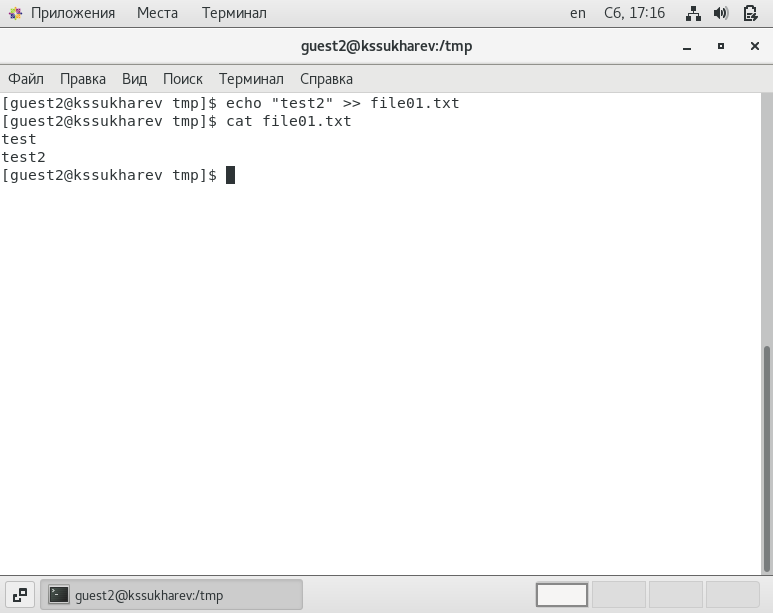 Приложения Места Терминал en Сб, 17:16
guest2@kssukharev:/tmp
Файл Правка Вид Поиск Терминал Справка
[guest2@kssukharev tmp]$ echo "test2" >> file01.txt
[guest2@kssukharev tmp]$ cat file01.txt
test
test2
[guest2@kssukharev tmp]$
guest2@kssukharev:/tmp